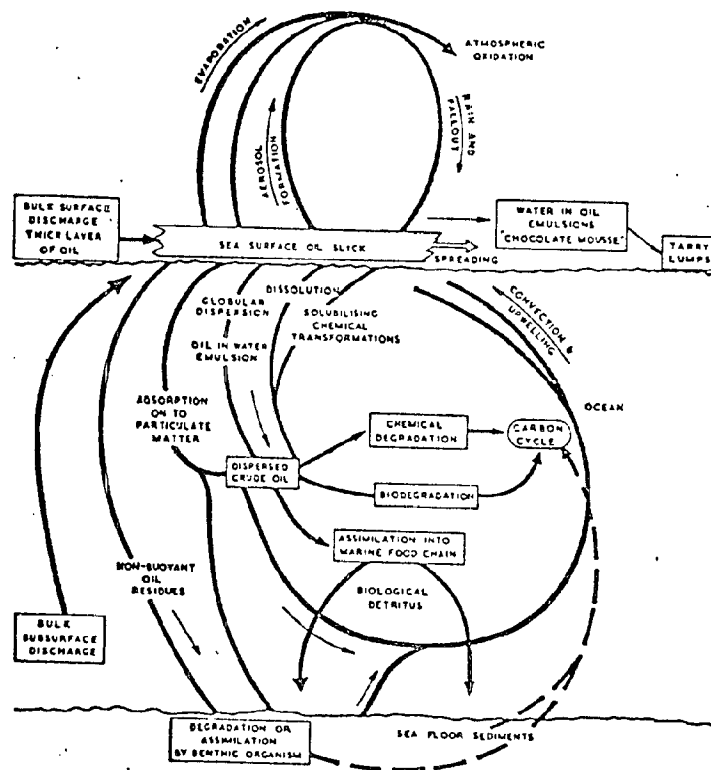 EVAPORATION
ATMOSPHERIC
OXIDATION
AEROSOL
FORMATION
RAIN AND
FALLOUT
BULK SURFACE
DISCHARGE
THICK LAYER
OF OIL
SEA SURFACE OIL SLICK
SPREADING
WATER IN OIL
EMULSIONS
"CHOCOLATE MOUSSE"
TARRY
LUMPS
GLOBULAR
DISPERSION
DISSOLUTION
SOLUBILISING
CHEMICAL
TRANSFORMATIONS
OIL IN WATER
EMULSION
CONVECTION &
UPWELLING
OCEAN
ABSORPTION
ON TO
PARTICULATE
MATTER
CHEMICAL
DEGRADATION
CARBON
CYCLE
DISPERSED
CRUDE OIL
BIODEGRADATION
ASSIMILATION INTO
MARINE FOOD CHAIN
NON-BUOYANT
OIL
RESIDUES
BIOLOGICAL
DETRITUS
BULK
SUBSURFACE
DISCHARGE
DEGRADATION OR
ASSIMILATION
BY BENTHIC ORGANISM
SEA FLOOR SEDIMENTS